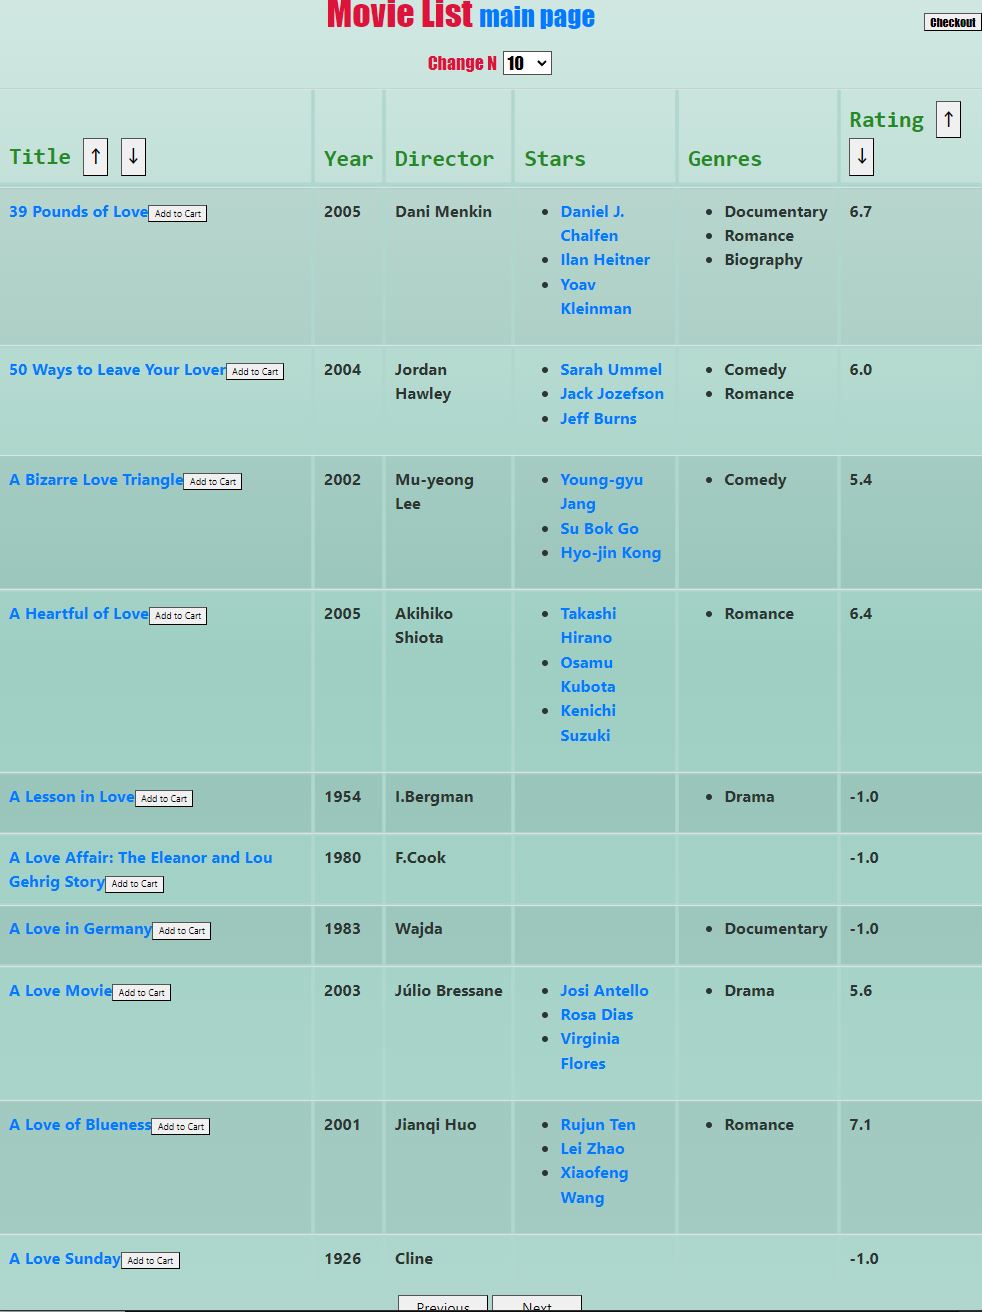 Movie List main page
Checkout
Change N 10
Title ↑ ↓ Year Director Stars Genres Rating ↑ ↓
39 Pounds of Love Add to Cart 2005 Dani Menkin Daniel J. Documentary 6.7
Chalfen Romance
Ilan Heitner Biography
Yoav
Kleinman
50 Ways to Leave Your Lover Add to Cart 2004 Jordan Sarah Ummel Comedy 6.0
Hawley Jack Jozefson Romance
Jeff Burns
A Bizarre Love Triangle Add to Cart 2002 Mu-yeong Young-gyu Comedy 5.4
Lee Jang
Su Bok Go
Hyo-jin Kong
A Heartful of Love Add to Cart 2005 Akihiko Takashi Romance 6.4
Shiota Hirano
Osamu
Kubota
Kenichi
Suzuki
A Lesson in Love Add to Cart 1954 I.Bergman Drama -1.0
A Love Affair: The Eleanor and Lou 1980 F.Cook -1.0
Gehrig Story Add to Cart
A Love in Germany Add to Cart 1983 Wajda Documentary -1.0
A Love Movie Add to Cart 2003 Júlio Bressane Josi Antello Drama 5.6
Rosa Dias
Virginia
Flores
A Love of Blueness Add to Cart 2001 Jianqi Huo Rujun Ten Romance 7.1
Lei Zhao
Xiaofeng
Wang
A Love Sunday Add to Cart 1926 Cline -1.0
Previous Next